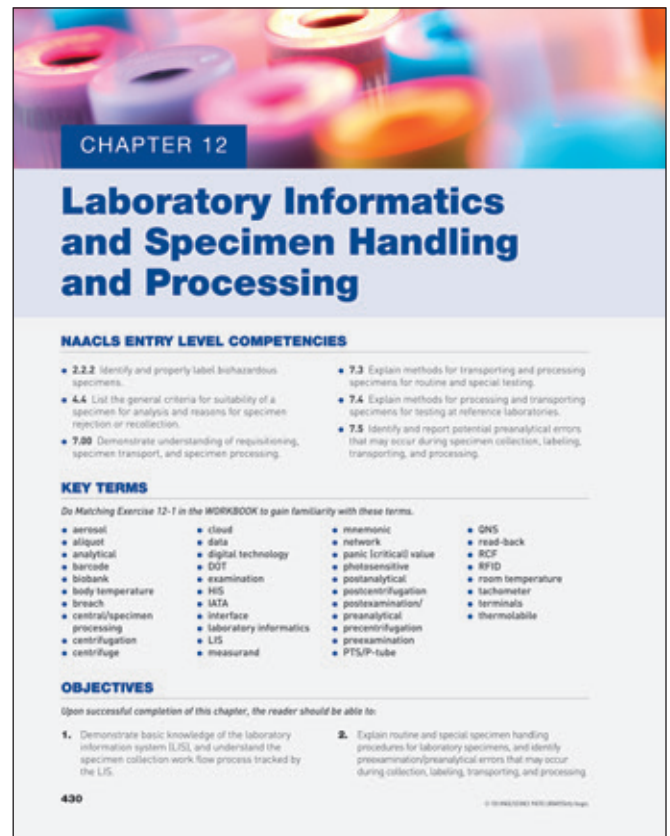 CHAPTER 12
Laboratory Informatics
and Specimen Handling
and Processing
NAACLS ENTRY LEVEL COMPETENCIES
• 2.2.2 Identify and properly label biohazardous
specimens.
• 4.4 List the general criteria for suitability of a
specimen for analysis and reasons for specimen
rejection or recollection.
• 7.00 Demonstrate understanding of requisitioning,
specimen transport, and specimen processing.
• 7.3 Explain methods for transporting and processing
specimens for routine and special testing.
• 7.4 Explain methods for processing and transporting
specimens for testing at reference laboratories.
• 7.5 Identify and report potential preanalytical errors
that may occur during specimen collection, labeling,
transporting, and processing.
KEY TERMS
Do Matching Exercise 12-1 in the WORKBOOK to gain familiarity with these terms.
• aerosol
• aliquot
• analytical
• barcode
• biobank
• body temperature
• breach
• central/specimen
processing
• centrifugation
• centrifuge
• cloud
• data
• digital technology
• DOT
• examination
• HIS
• IATA
• interface
• laboratory informatics
• LIS
• measurand
• mnemonic
• network
• panic (critical) value
• photosensitive
• postanalytical
• postcentrifugation
• postexamination/
• preanalytical
• precentrifugation
• preexamination
• PTS/P-tube
• QNS
• read-back
• RCF
• RFID
• room temperature
• tachometer
• terminals
• thermolabile
OBJECTIVES
Upon successful completion of this chapter, the reader should be able to:
1. Demonstrate basic knowledge of the laboratory
information system (LIS), and understand the
specimen collection work flow process tracked by
the LIS.
2. Explain routine and special specimen handling
procedures for laboratory specimens, and identify
preexamination/preanalytical errors that may occur
during collection, labeling, transporting, and processing
430